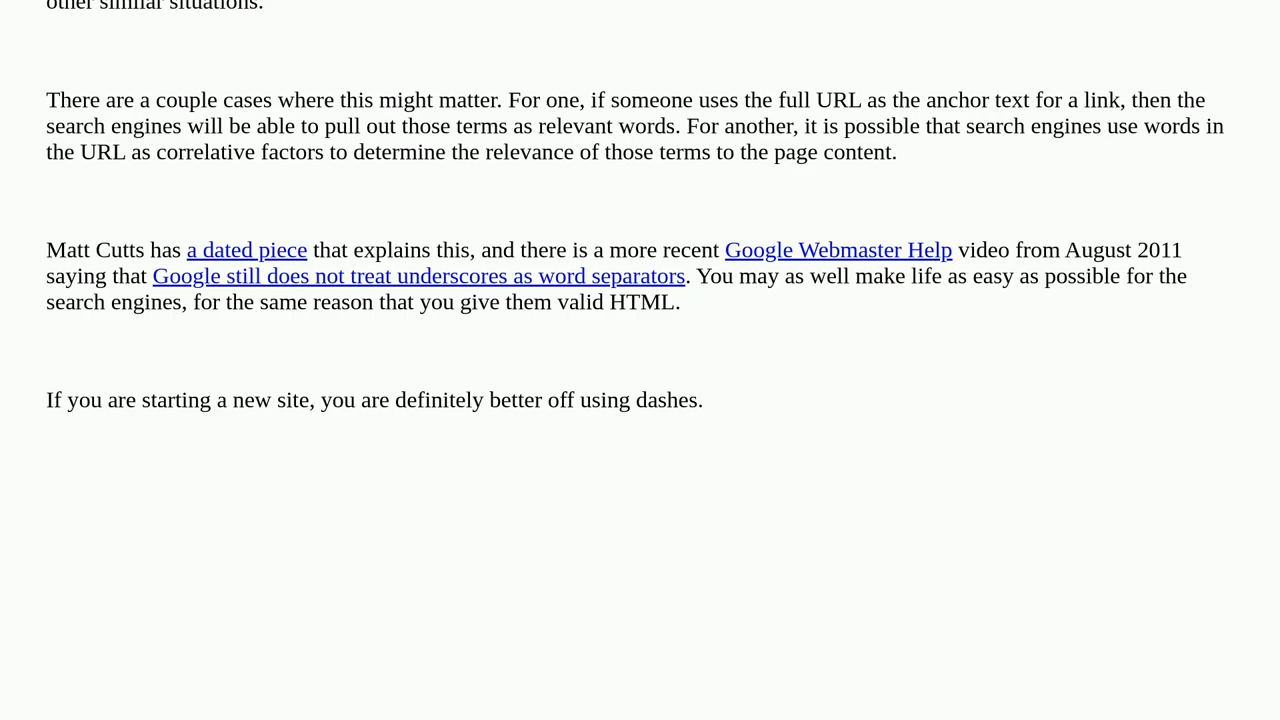 other similar situations.
There are a couple cases where this might matter. For one, if someone uses the full URL as the anchor text for a link, then the
search engines will be able to pull out those terms as relevant words. For another, it is possible that search engines use words in
the URL as correlative factors to determine the relevance of those terms to the page content.
Matt Cutts has a dated piece that explains this, and there is a more recent Google Webmaster Help video from August 2011
saying that Google still does not treat underscores as word separators. You may as well make life as easy as possible for the
search engines, for the same reason that you give them valid HTML.
If you are starting a new site, you are definitely better off using dashes.